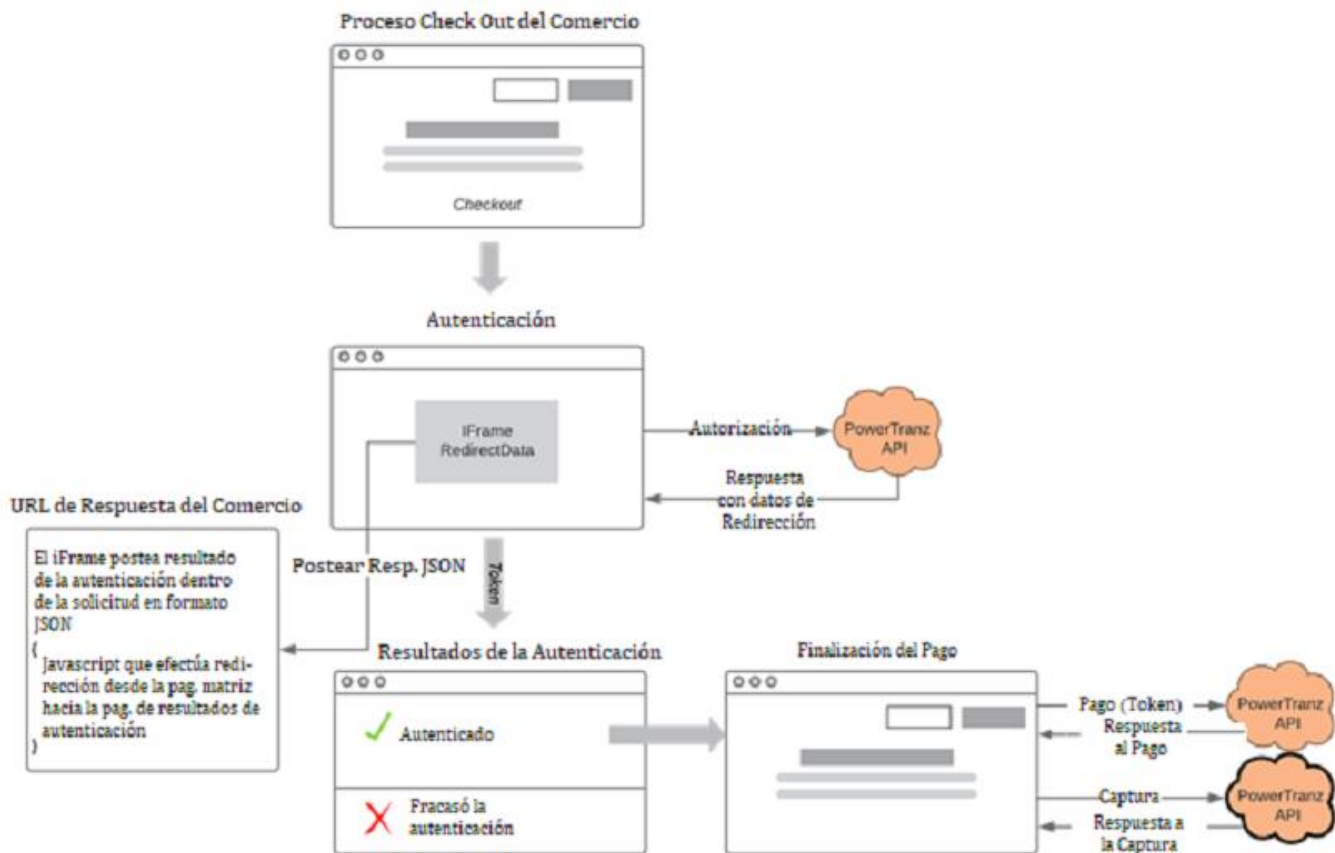 Proceso Check Out del Comercio
Checkout
Autenticación
IFrame
RedirectData
Autorización
PowerTranz
API
Respuesta
con datos de
Redirección
URL de Respuesta del Comercio
El iFrame postea resultado
de la autenticación dentro
de la solicitud en formato
JSON
{
Javascript que efectúa redi-
rección desde la pag. matriz
hacia la pag. de resultados de
autenticación
}
Postear Resp. JSON
Token
Resultados de la Autenticación
Autenticado
Fracasó la
autenticación
Finalización del Pago
Pago (Token)
Respuesta
al Pago
PowerTranz
API
Captura
Respuesta a
la Captura
PowerTranz
API